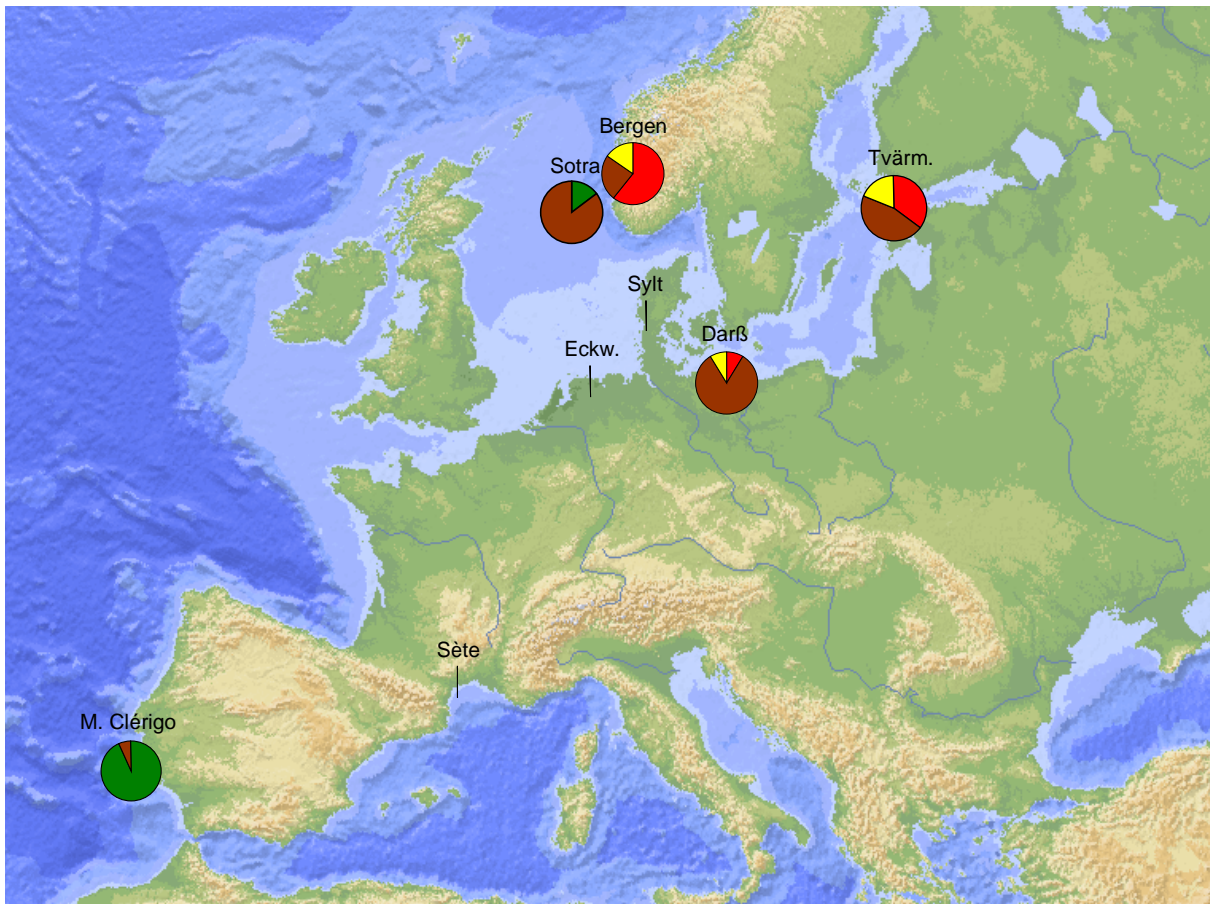 Bergen
Sotra
Tvärm.
Sylt
Darß
Eckw.
Sète
M. Clérigo